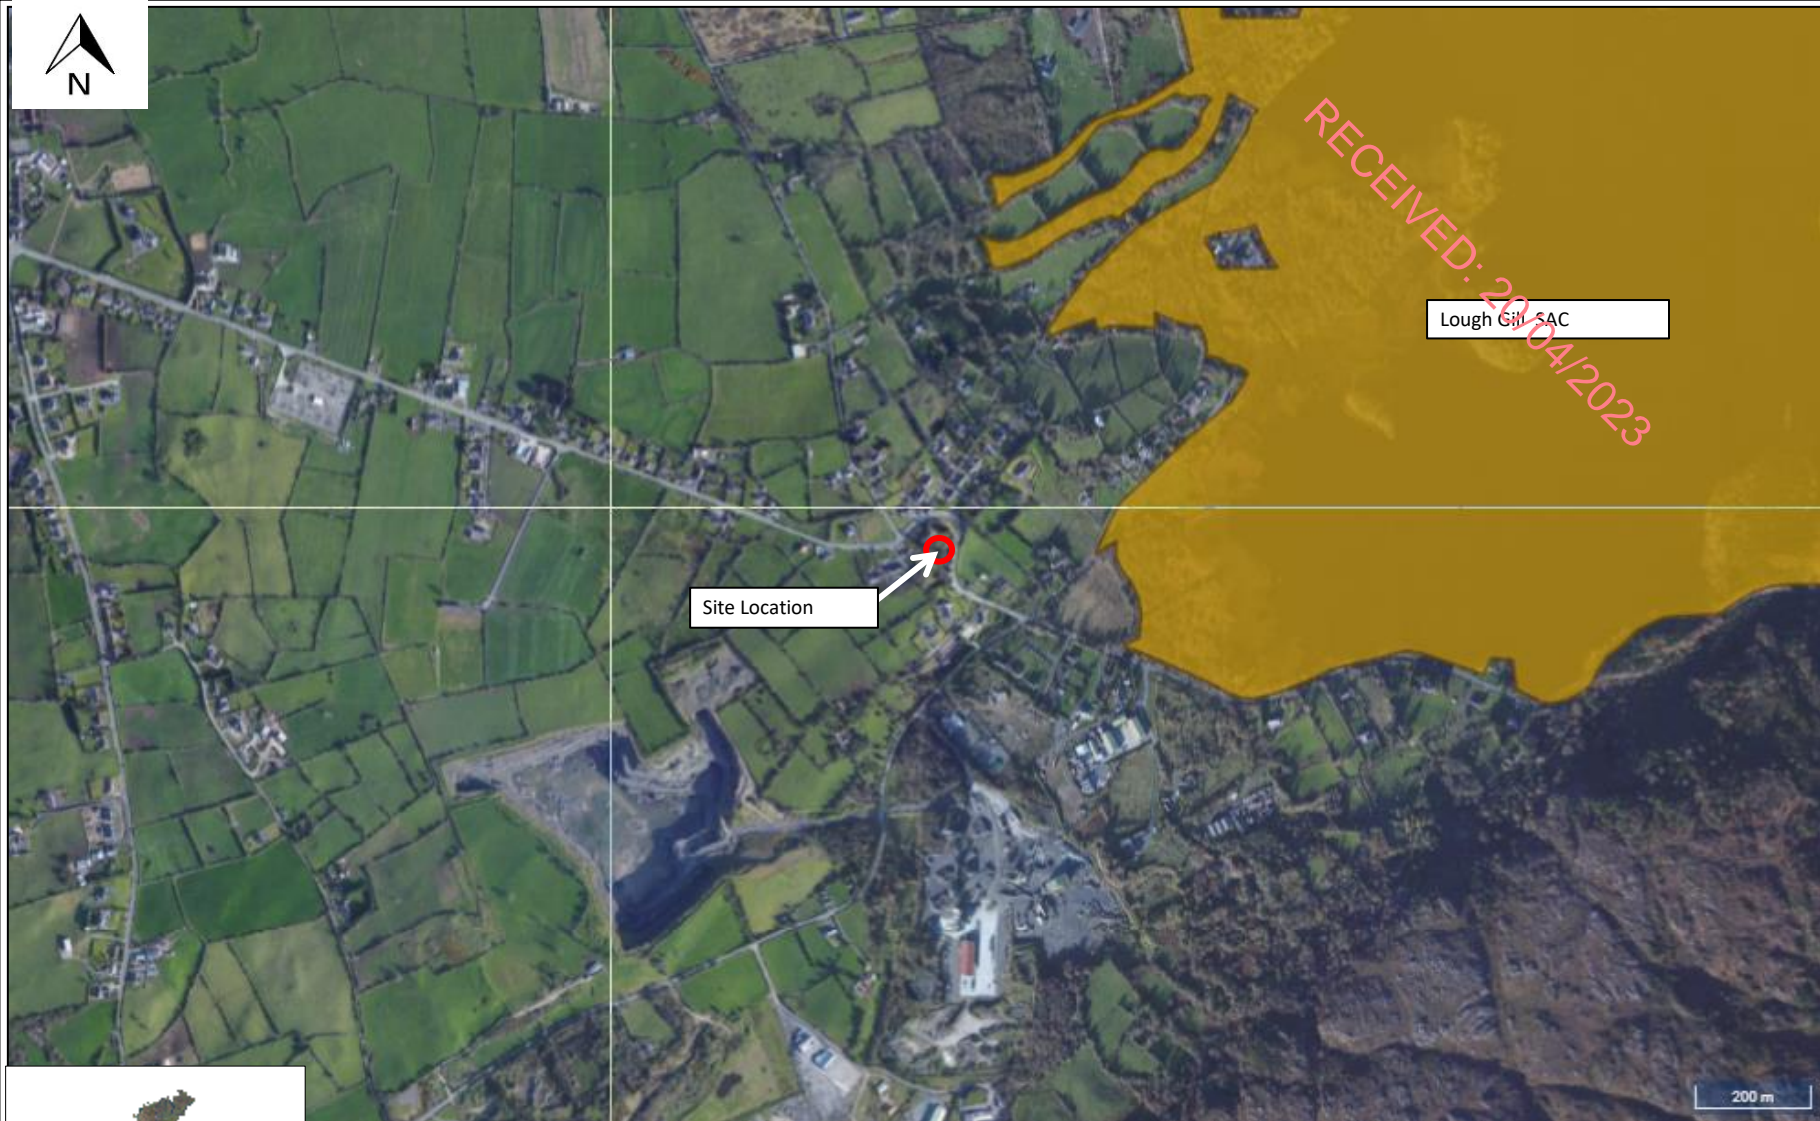 N
RECEIVED: 20/04/2023
Lough Gill SAC
Site Location
200 m